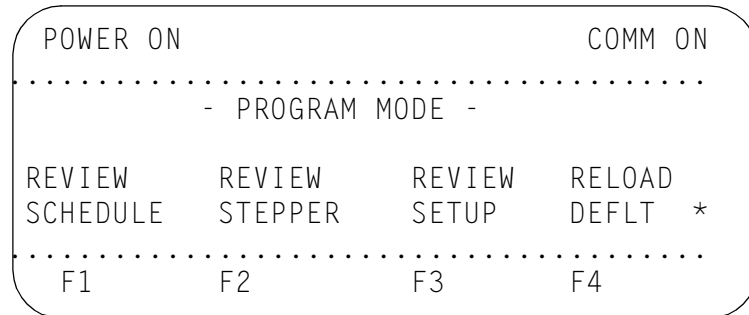 POWER ON COMM ON
- PROGRAM MODE -
REVIEW REVIEW REVIEW RELOAD
SCHEDULE STEPPER SETUP DEFLT *
F1 F2 F3 F4